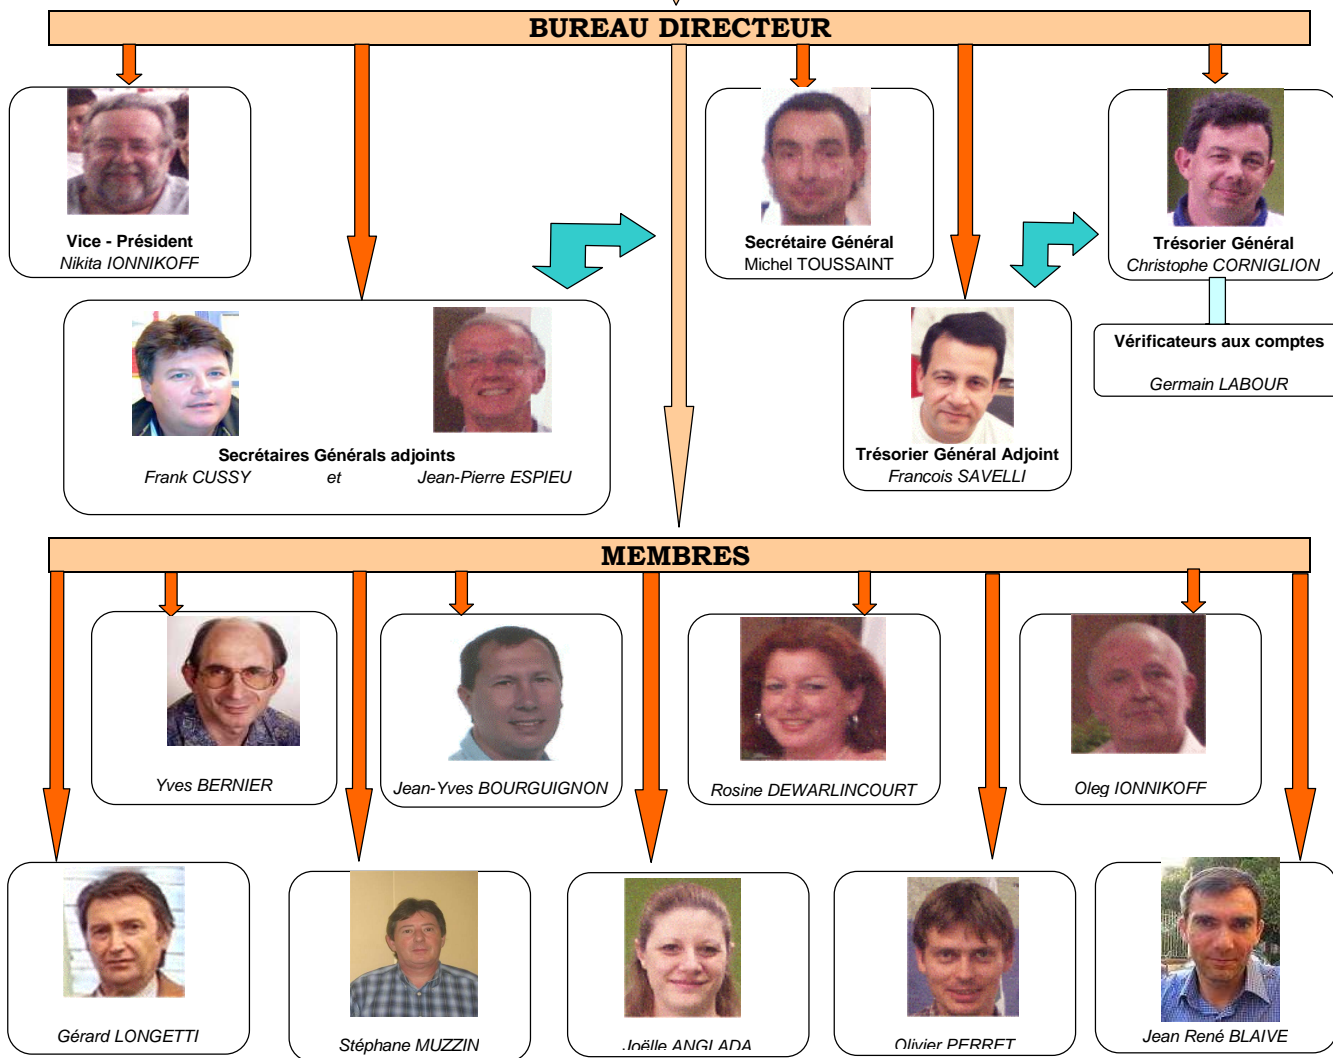 BUREAU DIRECTEUR
Vice - Président
Nikita IONNIKOFF
Secrétaire Général
Michel TOUSSAINT
Trésorier Général
Christophe CORNIGLION
Vérificateurs aux comptes
Germain LABOUR
Secrétaires Générals adjoints
Frank CUSSY et Jean-Pierre ESPIEU
Trésorier Général Adjoint
François SAVELLI
MEMBRES
Yves BERNIER
Jean-Yves BOURGUIGNON
Rosine DEWARLINCOURT
Oleg IONNIKOFF
Gérard LONGETTI
Stéphane MUZZIN
Joëlle ANGLADA
Olivier PERRET
Jean René BLAIVE